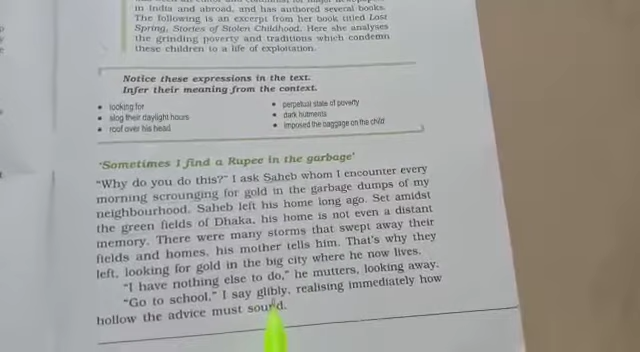 in India and abroad, and has authored several books.
The following is an excerpt from her book titled Lost
Spring, Stories of Stolen Childhood. Here she analyses
the grinding poverty and traditions which condemn
these children to a life of exploitation.
Notice these expressions in the text.
Infer their meaning from the context.
• looking for
• slog their daylight hours
• roof over his head
• perpetual state of poverty
• dark hutments
• imposed the baggage on the child
‘Sometimes I find a Rupee in the garbage’
“Why do you do this?” I ask Saheb whom I encounter every
morning scrounging for gold in the garbage dumps of my
neighbourhood. Saheb left his home long ago. Set amidst
the green fields of Dhaka, his home is not even a distant
memory. There were many storms that swept away their
fields and homes, his mother tells him. That’s why they
left, looking for gold in the big city where he now lives.
“I have nothing else to do,” he mutters, looking away.
“Go to school,” I say glibly, realising immediately how
hollow the advice must sound.